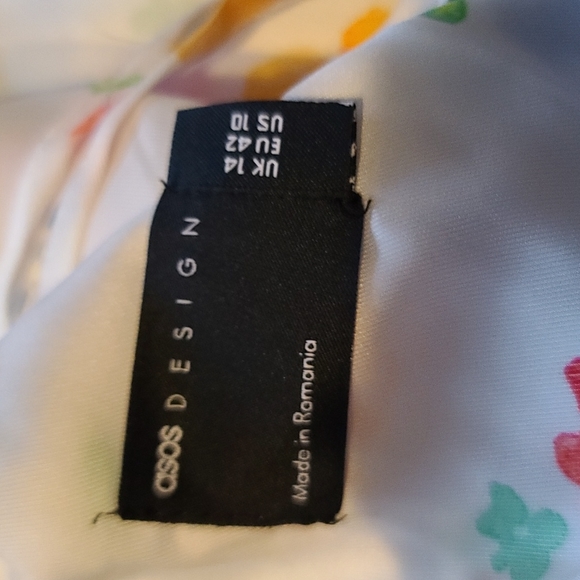 UK 14
EU 42
US 10
asos DESIGN
Made in Romania